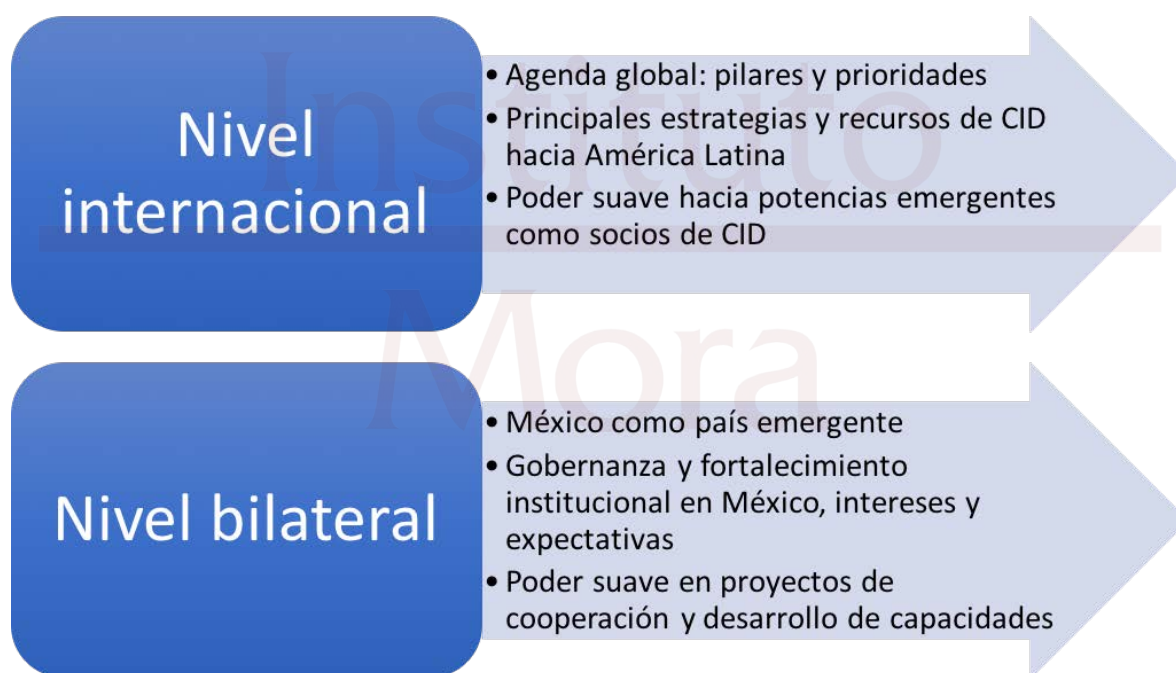 Nivel
internacional
• Agenda global: pilares y prioridades
• Principales estrategias y recursos de CID
hacia América Latina
• Poder suave hacia potencias emergentes
como socios de CID
Instituto
Mora
Nivel bilateral
• México como país emergente
• Gobernanza y fortalecimiento
institucional en México, intereses y
expectativas
• Poder suave en proyectos de
cooperación y desarrollo de capacidades